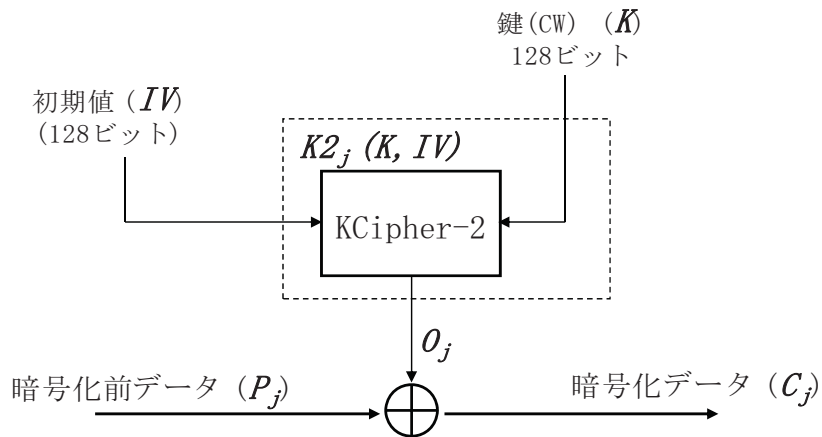 鍵(CW) (K)
128ビット
初期値(IV)
(128ビット)
K2j (K, IV)
KCipher-2
Oj
暗号化前データ(Pj)
暗号化データ(Cj)